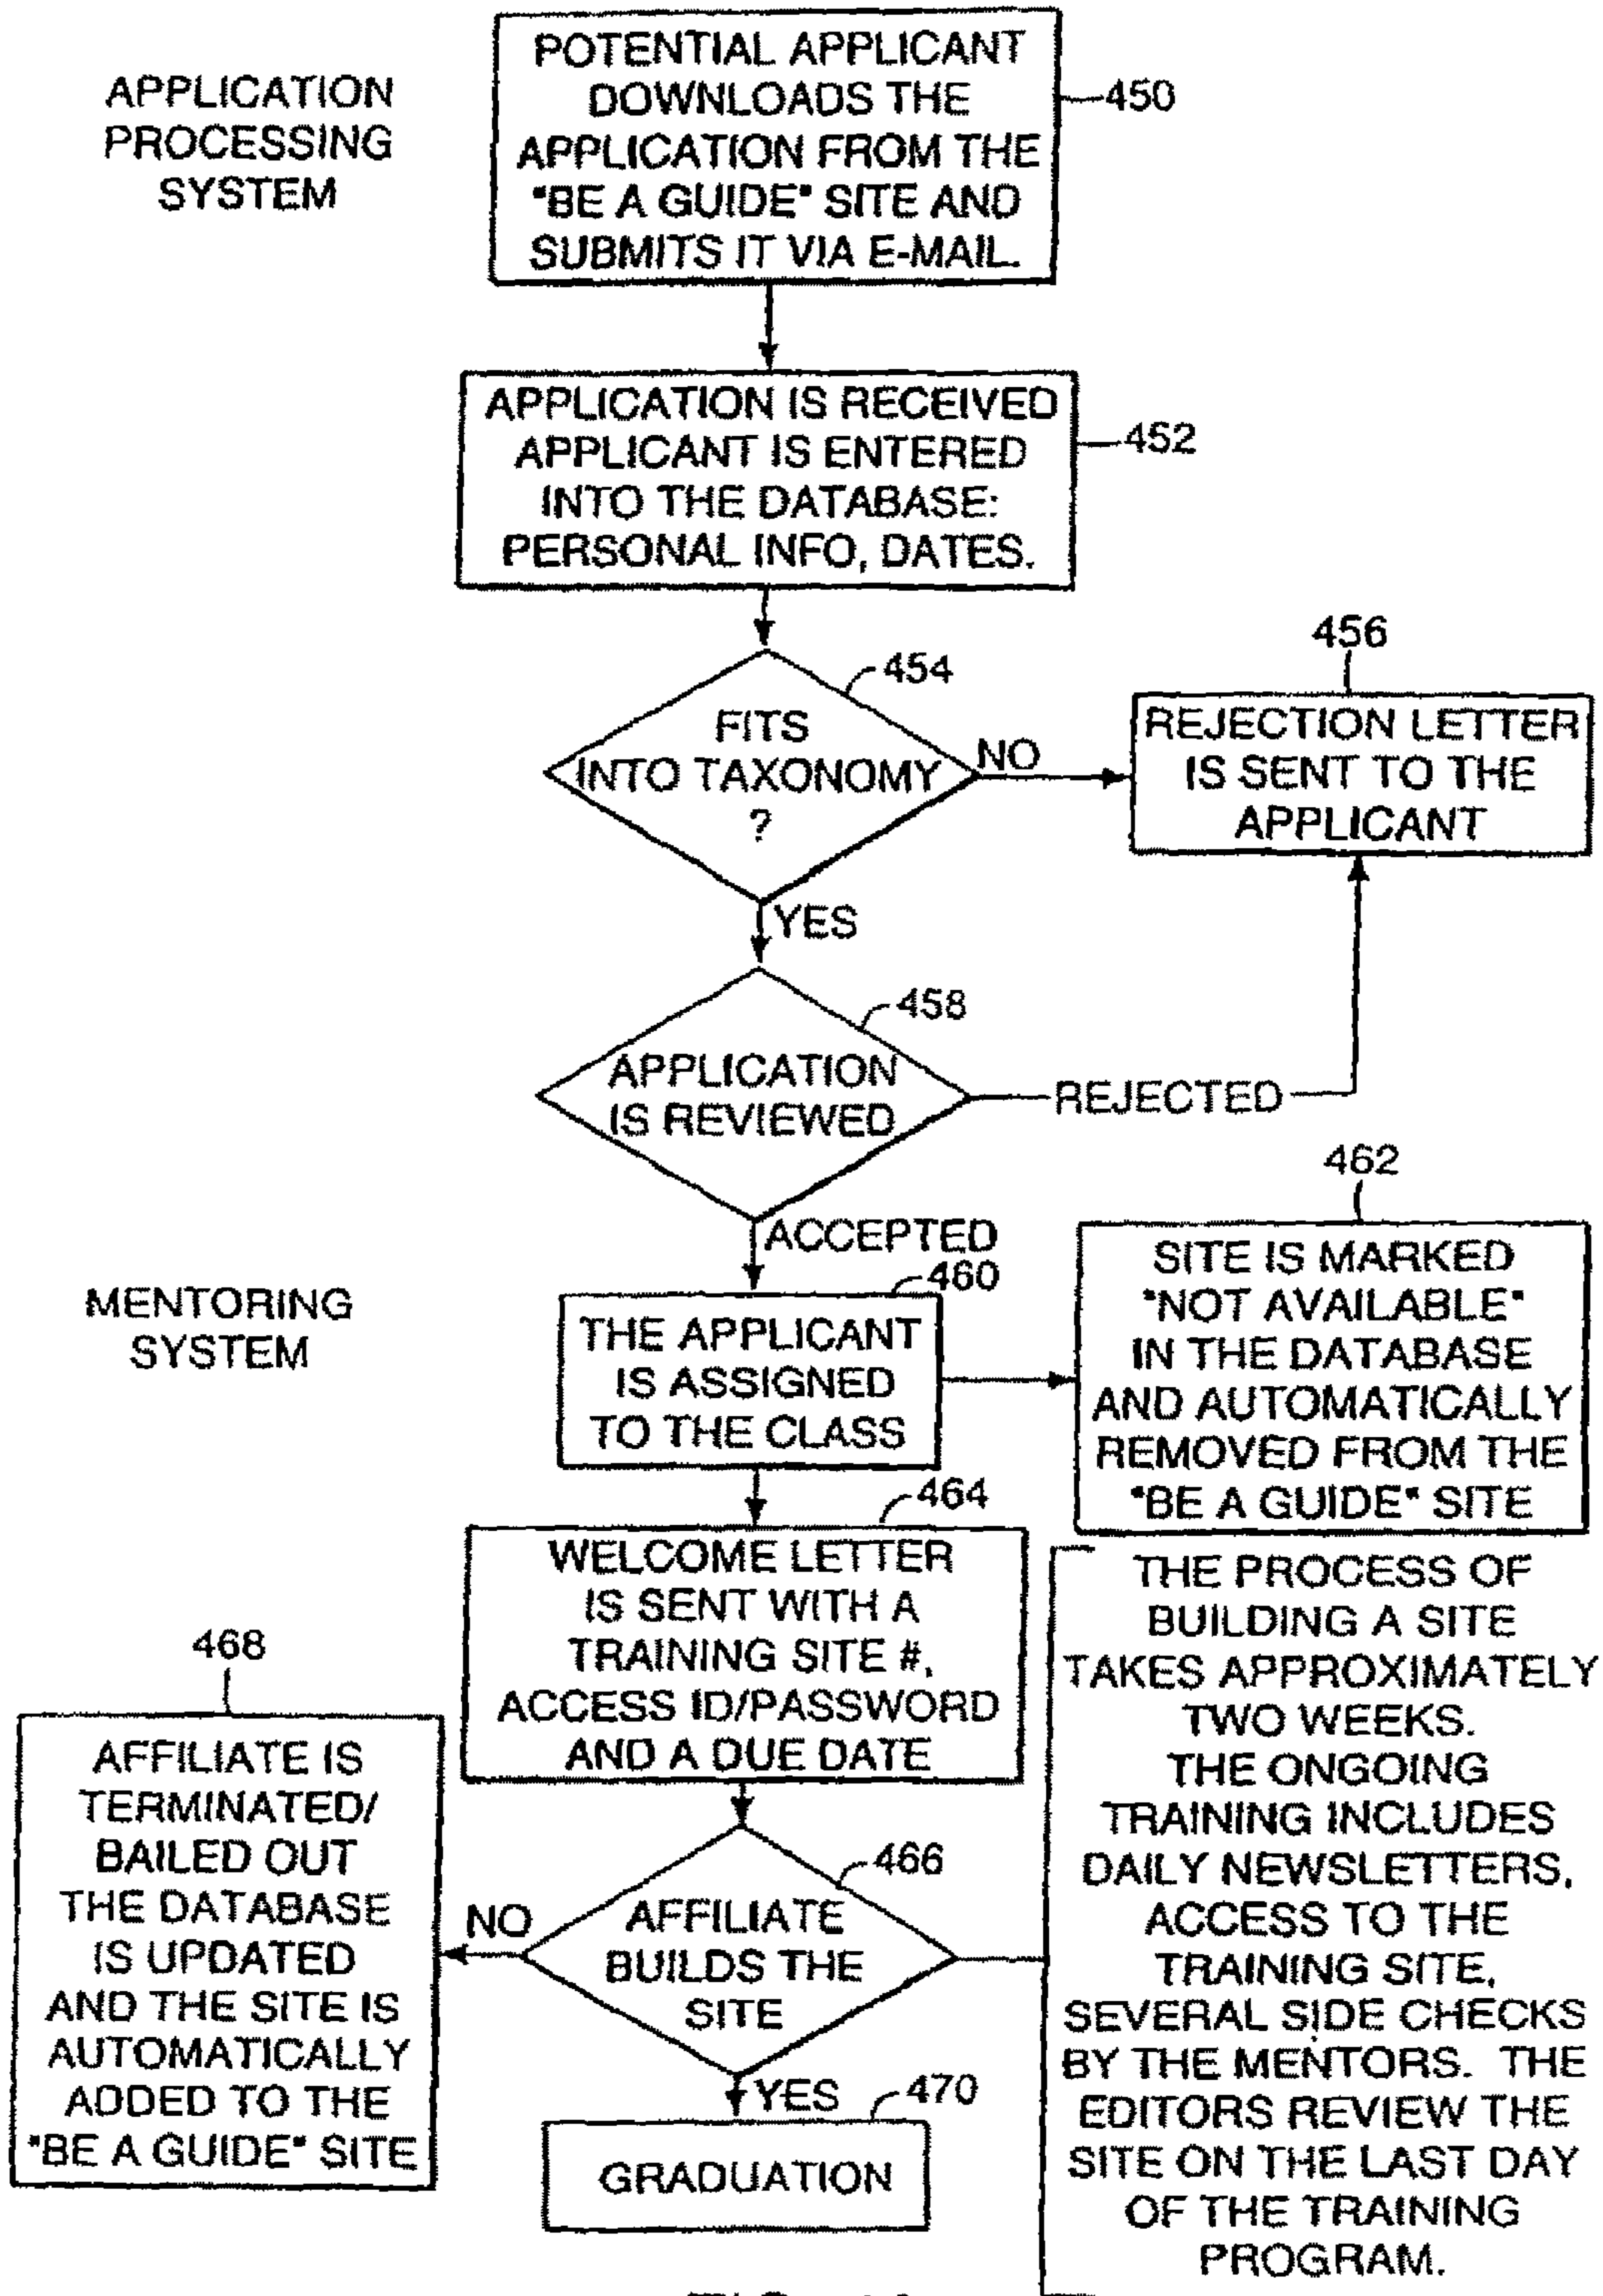 APPLICATION
PROCESSING
SYSTEM
POTENTIAL APPLICANT
DOWNLOADS THE
APPLICATION FROM THE
"BE A GUIDE" SITE AND
SUBMITS IT VIA E-MAIL.
450
APPLICATION IS RECEIVED
APPLICANT IS ENTERED
INTO THE DATABASE:
PERSONAL INFO, DATES.
452
454
FITS
INTO TAXONOMY
?
NO
456
REJECTION LETTER
IS SENT TO THE
APPLICANT
YES
458
APPLICATION
IS REVIEWED
REJECTED
ACCEPTED
MENTORING
SYSTEM
460
THE APPLICANT
IS ASSIGNED
TO THE CLASS
462
SITE IS MARKED
"NOT AVAILABLE"
IN THE DATABASE
AND AUTOMATICALLY
REMOVED FROM THE
"BE A GUIDE" SITE
464
WELCOME LETTER
IS SENT WITH A
TRAINING SITE #,
ACCESS ID/PASSWORD
AND A DUE DATE
466
AFFILIATE
BUILDS THE
SITE
NO
468
AFFILIATE IS
TERMINATED/
BAILED OUT
THE DATABASE
IS UPDATED
AND THE SITE IS
AUTOMATICALLY
ADDED TO THE
"BE A GUIDE" SITE
YES
470
GRADUATION
THE PROCESS OF
BUILDING A SITE
TAKES APPROXIMATELY
TWO WEEKS.
THE ONGOING
TRAINING INCLUDES
DAILY NEWSLETTERS,
ACCESS TO THE
TRAINING SITE,
SEVERAL SIDE CHECKS
BY THE MENTORS. THE
EDITORS REVIEW THE
SITE ON THE LAST DAY
OF THE TRAINING
PROGRAM.